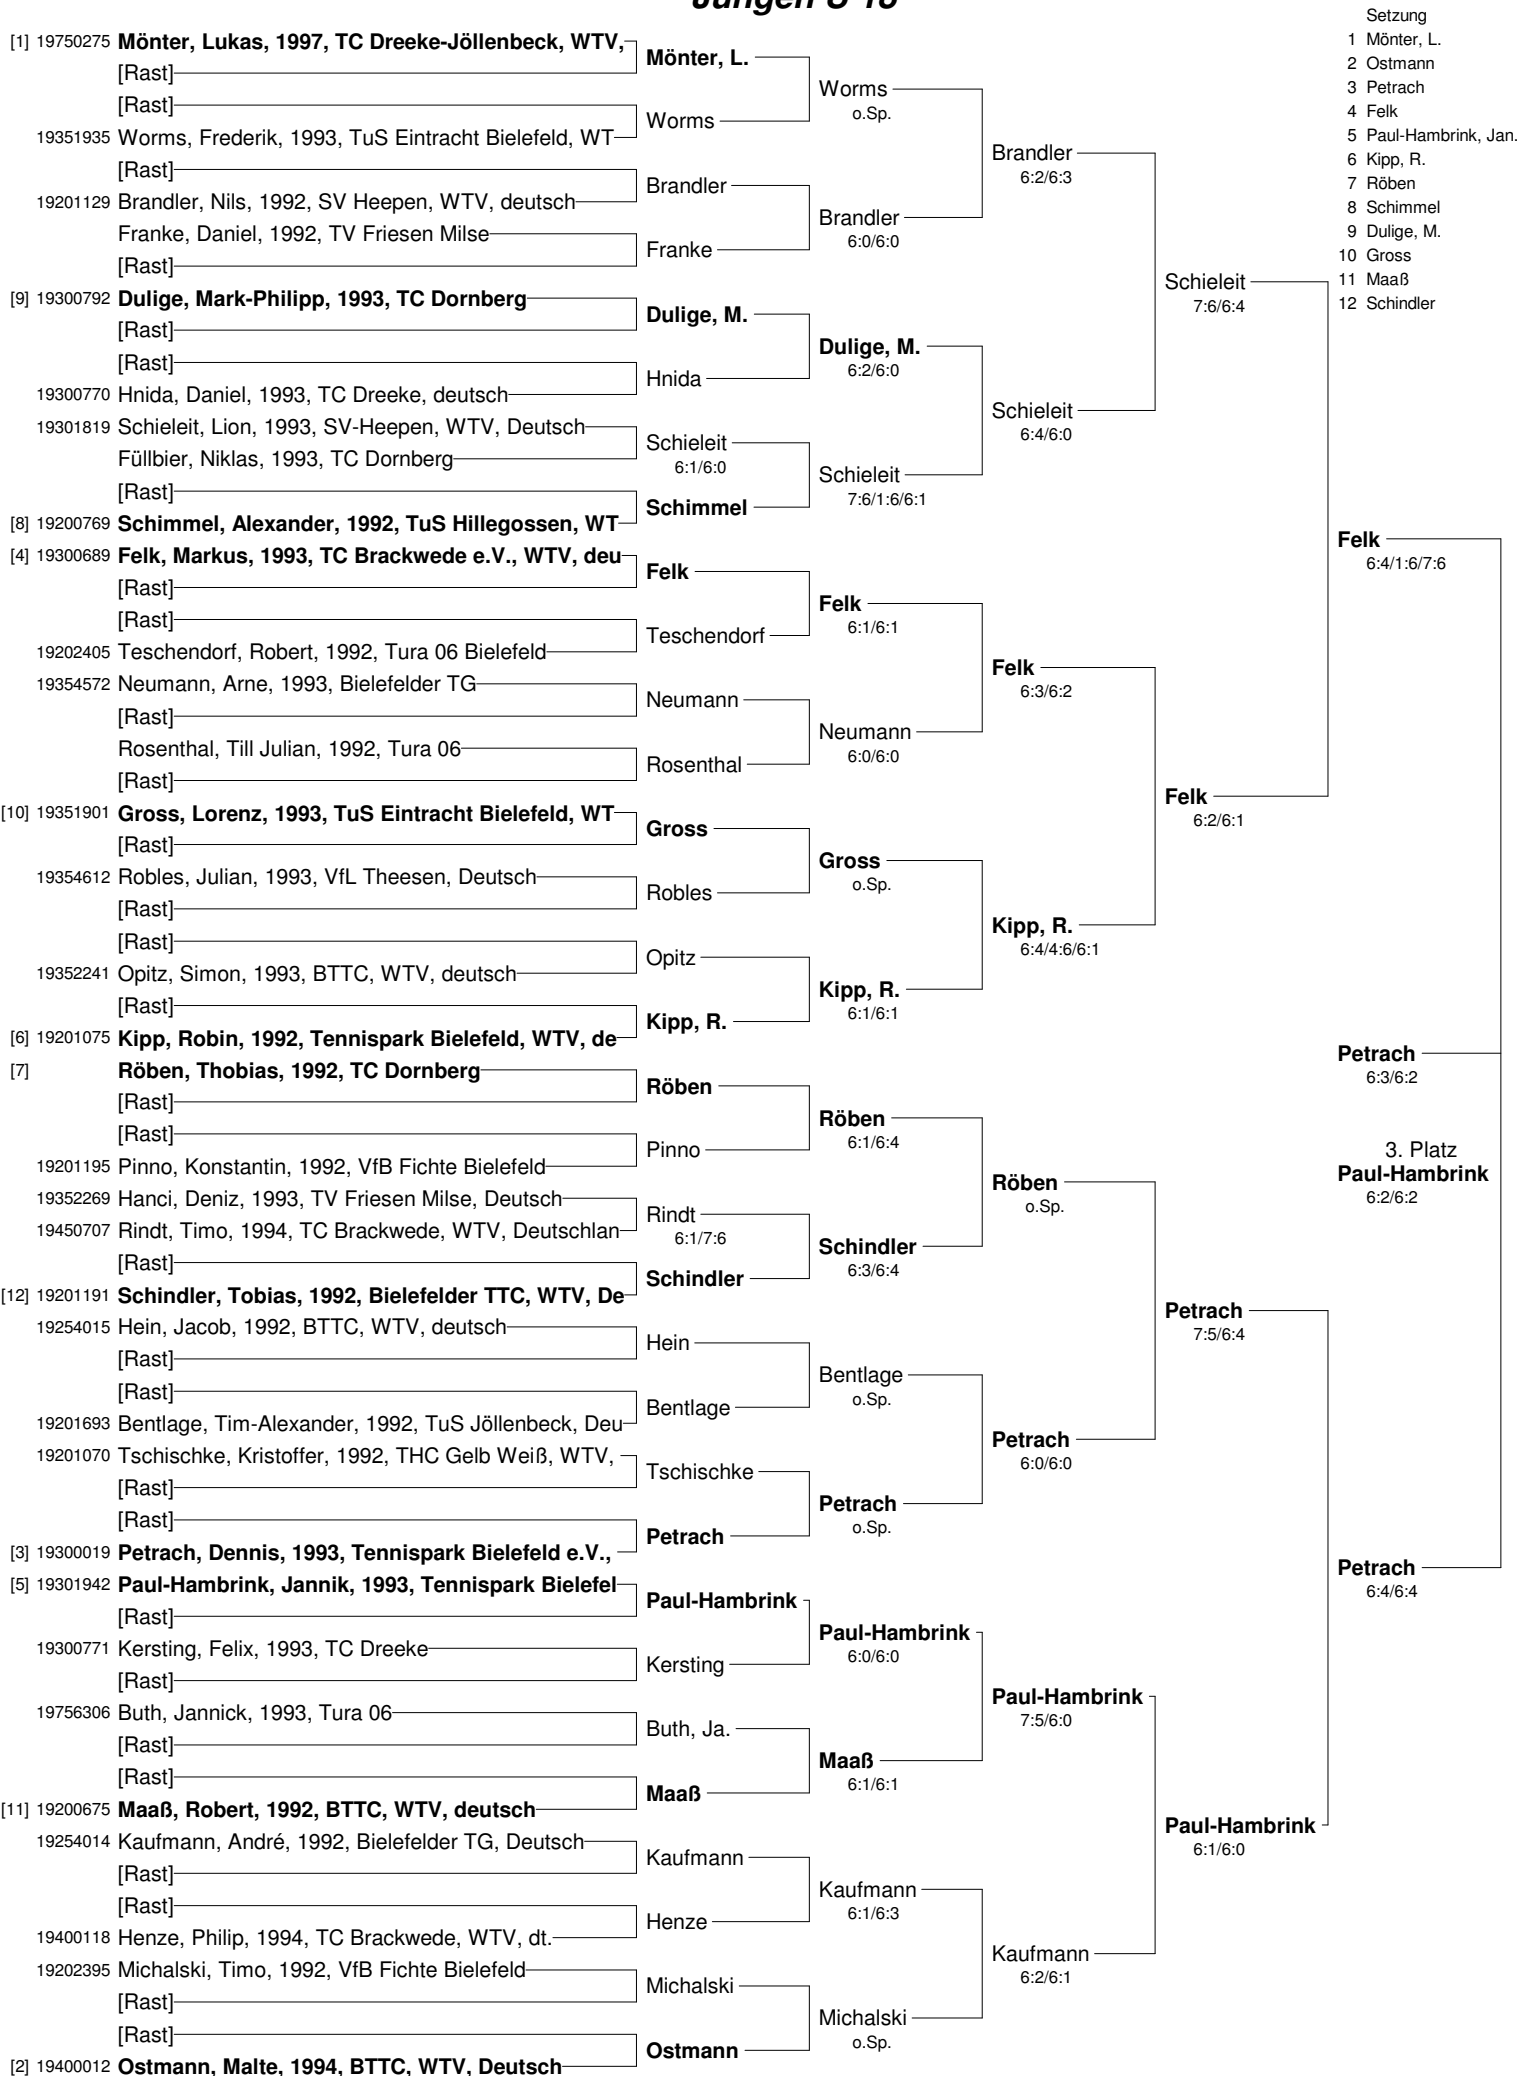 Jungen U 18
Setzung
1 Mönter, L.
2 Ostmann
3 Petrach
4 Felk
5 Paul-Hambrink, Jan.
6 Kipp, R.
7 Röben
8 Schimmel
9 Dulige, M.
10 Gross
11 Maaß
12 Schindler
[1] 19750275 Mönter, Lukas, 1997, TC Dreeke-Jöllenbeck, WTV,
[Rast]
[Rast]
19351935 Worms, Frederik, 1993, TuS Eintracht Bielefeld, WT
[Rast]
19201129 Brandler, Nils, 1992, SV Heepen, WTV, deutsch
Franke, Daniel, 1992, TV Friesen Milse
[Rast]
[9] 19300792 Dulige, Mark-Philipp, 1993, TC Dornberg
[Rast]
[Rast]
19300770 Hnida, Daniel, 1993, TC Dreeke, deutsch
19301819 Schieleit, Lion, 1993, SV-Heepen, WTV, Deutsch
Füllbier, Niklas, 1993, TC Dornberg
[Rast]
[8] 19200769 Schimmel, Alexander, 1992, TuS Hillegossen, WT
[4] 19300689 Felk, Markus, 1993, TC Brackwede e.V., WTV, deu
[Rast]
[Rast]
19202405 Teschendorf, Robert, 1992, Tura 06 Bielefeld
19354572 Neumann, Arne, 1993, Bielefelder TG
[Rast]
Rosenthal, Till Julian, 1992, Tura 06
[Rast]
[10] 19351901 Gross, Lorenz, 1993, TuS Eintracht Bielefeld, WT
[Rast]
19354612 Robles, Julian, 1993, VfL Theesen, Deutsch
[Rast]
[Rast]
19352241 Opitz, Simon, 1993, BTTC, WTV, deutsch
[Rast]
[6] 19201075 Kipp, Robin, 1992, Tennispark Bielefeld, WTV, de
[7] Röben, Thobias, 1992, TC Dornberg
[Rast]
[Rast]
19201195 Pinno, Konstantin, 1992, VfB Fichte Bielefeld
19352269 Hanci, Deniz, 1993, TV Friesen Milse, Deutsch
19450707 Rindt, Timo, 1994, TC Brackwede, WTV, Deutschlan
[Rast]
[12] 19201191 Schindler, Tobias, 1992, Bielefelder TTC, WTV, De
19254015 Hein, Jacob, 1992, BTTC, WTV, deutsch
[Rast]
[Rast]
19201693 Bentlage, Tim-Alexander, 1992, TuS Jöllenbeck, Deu
19201070 Tschischke, Kristoffer, 1992, THC Gelb Weiß, WTV,
[Rast]
[Rast]
[3] 19300019 Petrach, Dennis, 1993, Tennispark Bielefeld e.V.,
[5] 19301942 Paul-Hambrink, Jannik, 1993, Tennispark Bielefel
[Rast]
19300771 Kersting, Felix, 1993, TC Dreeke
[Rast]
19756306 Buth, Jannick, 1993, Tura 06
[Rast]
[Rast]
[11] 19200675 Maaß, Robert, 1992, BTTC, WTV, deutsch
19254014 Kaufmann, André, 1992, Bielefelder TG, Deutsch
[Rast]
[Rast]
19400118 Henze, Philip, 1994, TC Brackwede, WTV, dt.
19202395 Michalski, Timo, 1992, VfB Fichte Bielefeld
[Rast]
[Rast]
[2] 19400012 Ostmann, Malte, 1994, BTTC, WTV, Deutsch
Mönter, L.
Worms
Brandler
Franke
Dulige, M.
Hnida
Schieleit
6:1/6:0
Schimmel
Felk
Teschendorf
Neumann
Rosenthal
Gross
Robles
Opitz
Kipp, R.
Röben
Pinno
Rindt
6:1/7:6
Schindler
Hein
Bentlage
Tschischke
Petrach
Paul-Hambrink
Kersting
Buth, Ja.
Maaß
Kaufmann
Henze
Michalski
Ostmann
Worms
o.Sp.
Brandler
6:0/6:0
Dulige, M.
6:2/6:0
Schieleit
7:6/1:6/6:1
Felk
6:1/6:1
Neumann
6:0/6:0
Gross
o.Sp.
Kipp, R.
6:1/6:1
Röben
6:1/6:4
Schindler
6:3/6:4
Bentlage
o.Sp.
Petrach
o.Sp.
Paul-Hambrink
6:0/6:0
Maaß
6:1/6:1
Kaufmann
6:1/6:3
Michalski
o.Sp.
Brandler
6:2/6:3
Schieleit
6:4/6:0
Felk
6:3/6:2
Kipp, R.
6:4/4:6/6:1
Röben
o.Sp.
Petrach
6:0/6:0
Paul-Hambrink
7:5/6:0
Kaufmann
6:2/6:1
Schieleit
7:6/6:4
Felk
6:2/6:1
Petrach
7:5/6:4
Paul-Hambrink
6:1/6:0
Felk
6:4/1:6/7:6
Petrach
6:3/6:2
3. Platz
Paul-Hambrink
6:2/6:2
Petrach
6:4/6:4